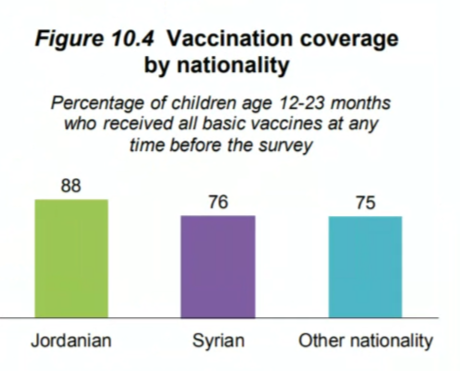 Figure 10.4 Vaccination coverage
by nationality
Percentage of children age 12-23 months
who received all basic vaccines at any
time before the survey
88
76
75
Jordanian
Syrian
Other nationality